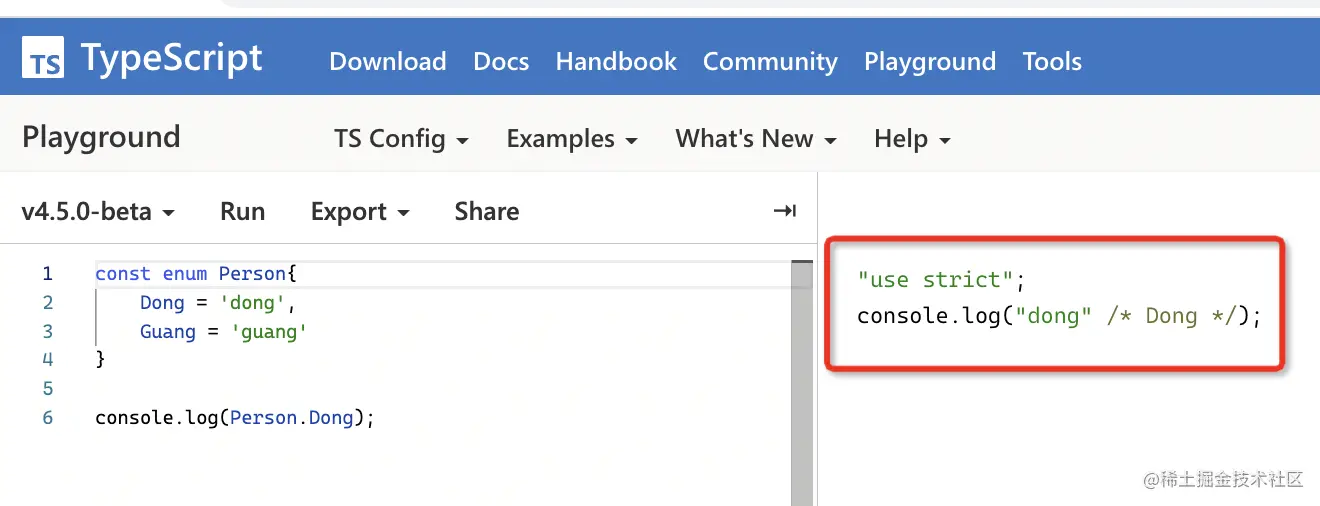 TS TypeScript Download Docs Handbook Community Playground Tools
Playground TS Config Examples What's New Help
v4.5.0-beta Run Export Share
1 const enum Person{
2 Dong = 'dong',
3 Guang = 'guang'
4 }
5
6 console.log(Person.Dong);
"use strict";
console.log("dong" /* Dong */);
@稀土掘金技术社区